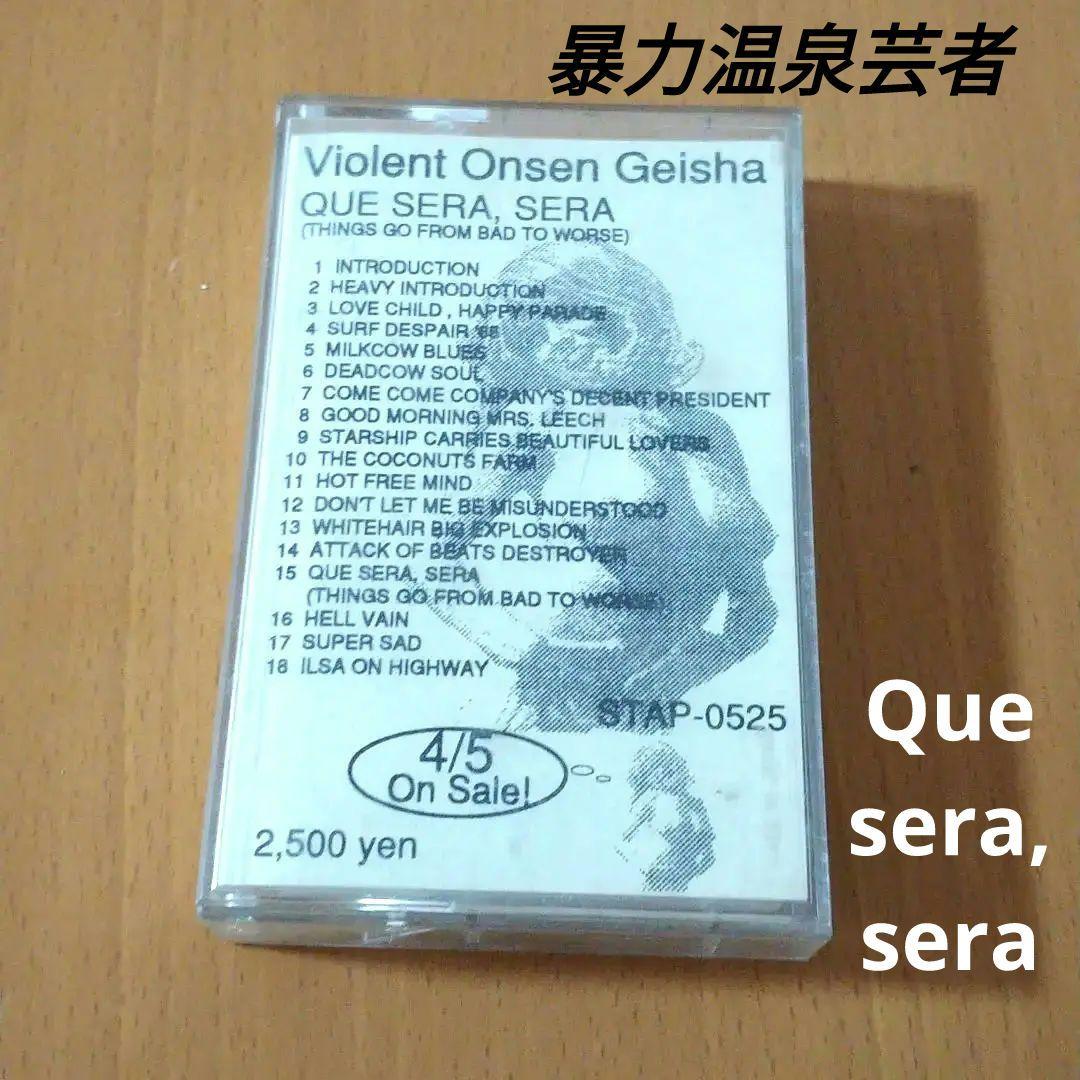 暴力温泉芸者
Violent Onsen Geisha
QUE SERA, SERA
(THINGS GO FROM BAD TO WORSE)
1 INTRODUCTION
2 HEAVY INTRODUCTION
3 LOVE CHILD , HAPPY PARADE
4 SURF DESPAIR '68
5 MILKCOW BLUES
6 DEADCOW SOUL
7 COME COME COMPANY'S DECENT PRESIDENT
8 GOOD MORNING MRS. LEECH
9 STARSHIP CARRIES BEAUTIFUL LOVERS
10 THE COCONUTS FARM
11 HOT FREE MIND
12 DON'T LET ME BE MISUNDERSTOOD
13 WHITEHAIR BIG EXPLOSION
14 ATTACK OF BEATS DESTROYER
15 QUE SERA, SERA
(THINGS GO FROM BAD TO WORSE)
16 HELL VAIN
17 SUPER SAD
18 ILSA ON HIGHWAY
STAP-0525
4/5
On Sale!
2,500 yen
Que
sera,
sera